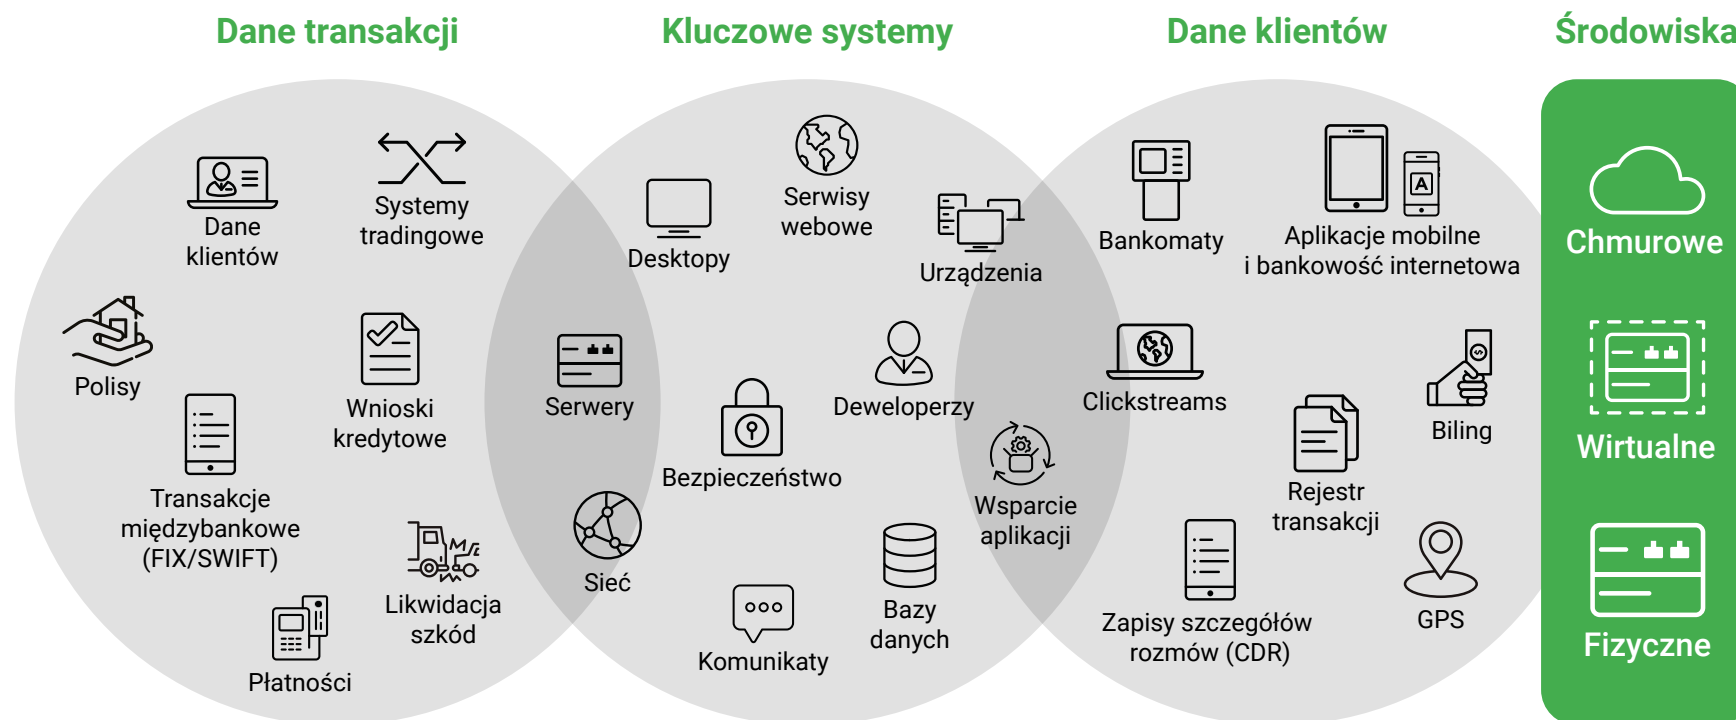 Dane transakcji
Kluczowe systemy
Dane klientów
Środowiska
Dane
klientów
Systemy
tradingowe
Polisy
Wnioski
kredytowe
Transakcje
międzybankowe
(FIX/SWIFT)
Likwidacja
szkód
Płatności
Serwery
Sieć
Desktopy
Serwisy
webowe
Urządzenia
Deweloperzy
Bezpieczeństwo
Wsparcie
aplikacji
Bazy
danych
Komunikaty
Bankomaty
A
Aplikacje mobilne
i bankowość internetowa
Clickstreams
Biling
Rejestr
transakcji
Zapisy szczegółów
rozmów (CDR)
GPS
Chmurowe
Wirtualne
Fizyczne